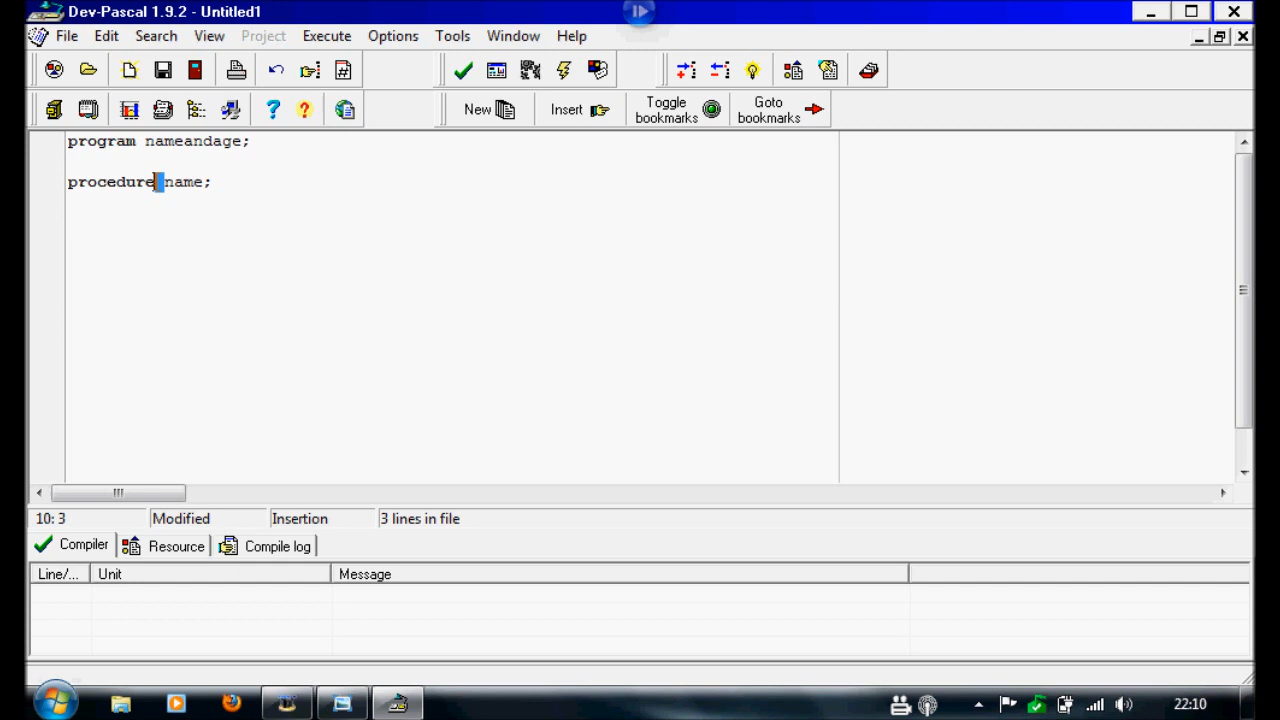 Dev-Pascal 1.9.2 - Untitled1
File Edit Search View Project Execute Options Tools Window Help
New Insert Toggle bookmarks Goto bookmarks
program nameandage;
procedure name;
10: 3 Modified Insertion 3 lines in file
Compiler Resource Compile log
Line/... Unit Message
22:10